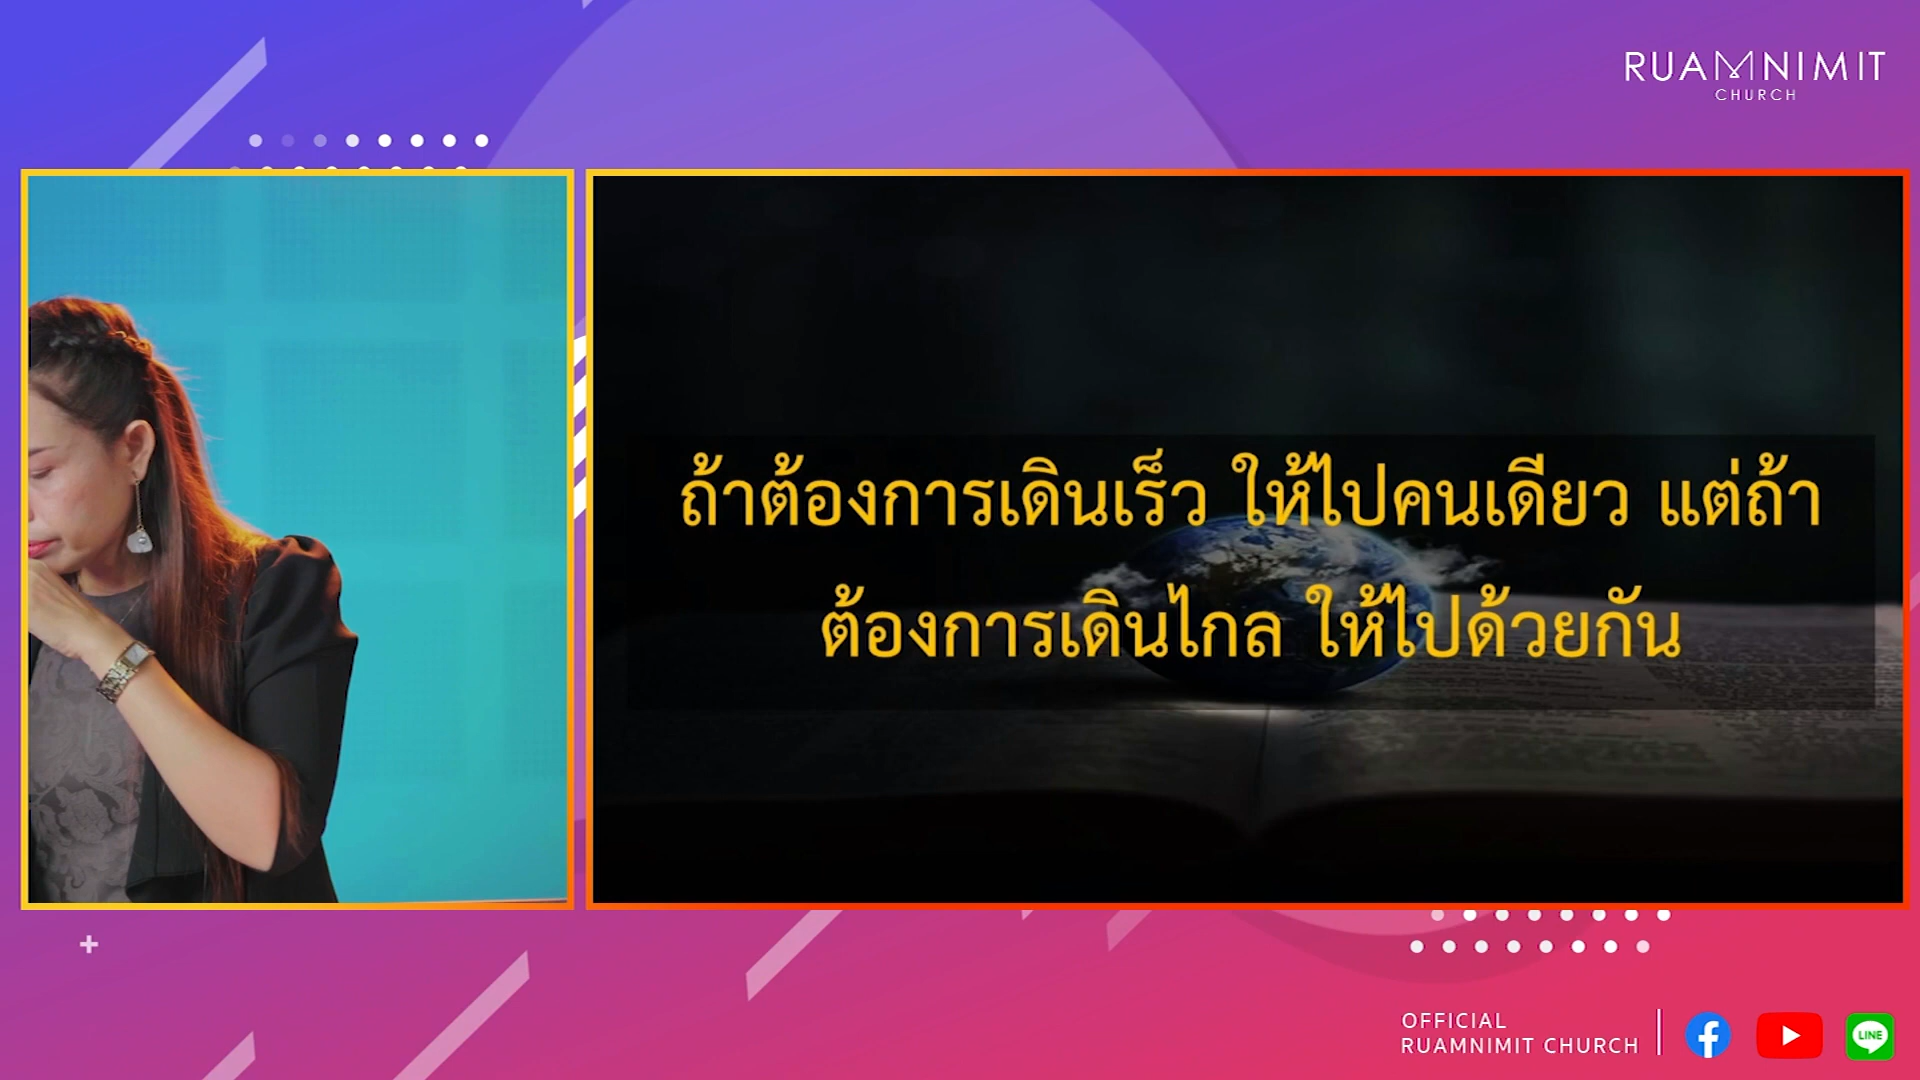 RUAMNIMIT
CHURCH
ถ้าต้องการเดินเร็ว ให้ไปคนเดียว แต่ถ้า
ต้องการเดินไกล ให้ไปด้วยกัน
OFFICIAL
RUAMNIMIT CHURCH
LINE